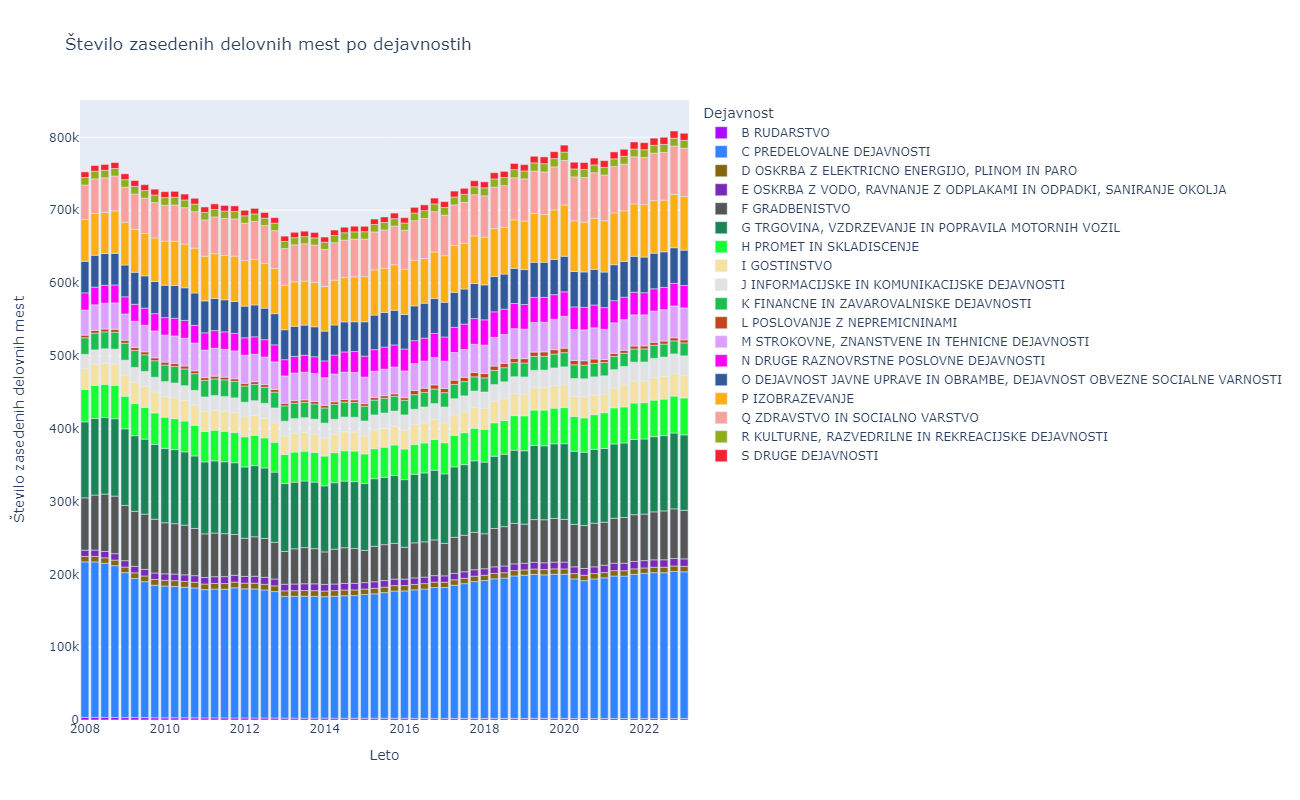 Število zasedenih delovnih mest po dejavnostih
Število zasedenih delovnih mest
800k
700k
600k
500k
400k
300k
200k
100k
0
2008 2010 2012 2014 2016 2018 2020 2022
Leto
Dejavnost
B RUDARSTVO
C PREDELOVALNE DEJAVNOSTI
D OSKRBA Z ELEKTRICNO ENERGIJO, PLINOM IN PARO
E OSKRBA Z VODO, RAVNANJE Z ODPLAKAMI IN ODPADKI, SANIRANJE OKOLJA
F GRADBENISTVO
G TRGOVINA, VZDRZEVANJE IN POPRAVILA MOTORNIH VOZIL
H PROMET IN SKLADISCENJE
I GOSTINSTVO
J INFORMACIJSKE IN KOMUNIKACIJSKE DEJAVNOSTI
K FINANCNE IN ZAVAROVALNISKE DEJAVNOSTI
L POSLOVANJE Z NEPREMICNINAMI
M STROKOVNE, ZNANSTVENE IN TEHNICNE DEJAVNOSTI
N DRUGE RAZNOVRSTNE POSLOVNE DEJAVNOSTI
O DEJAVNOST JAVNE UPRAVE IN OBRAMBE, DEJAVNOST OBVEZNE SOCIALNE VARNOSTI
P IZOBRAZEVANJE
Q ZDRAVSTVO IN SOCIALNO VARSTVO
R KULTURNE, RAZVEDRILNE IN REKREACIJSKE DEJAVNOSTI
S DRUGE DEJAVNOSTI